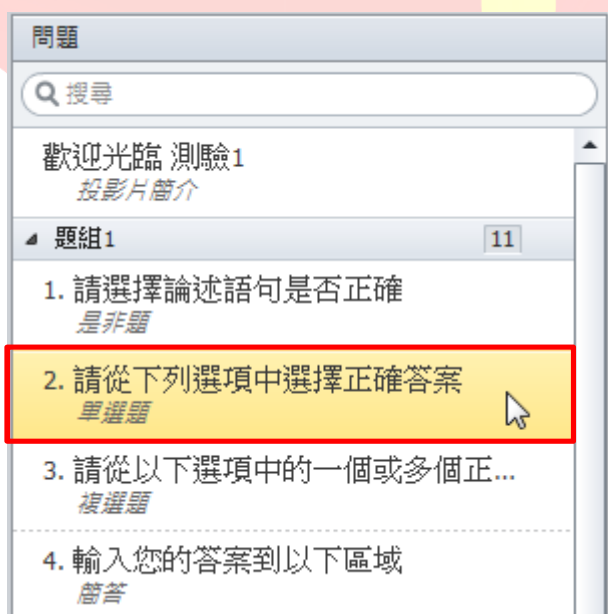 問題
搜尋
歡迎光臨 測驗1
投影片簡介
題組1 11
1. 請選擇論述語句是否正確
是非題
2. 請從下列選項中選擇正確答案
單選題
3. 請從以下選項中的一個或多個正...
複選題
4. 輸入您的答案到以下區域
簡答